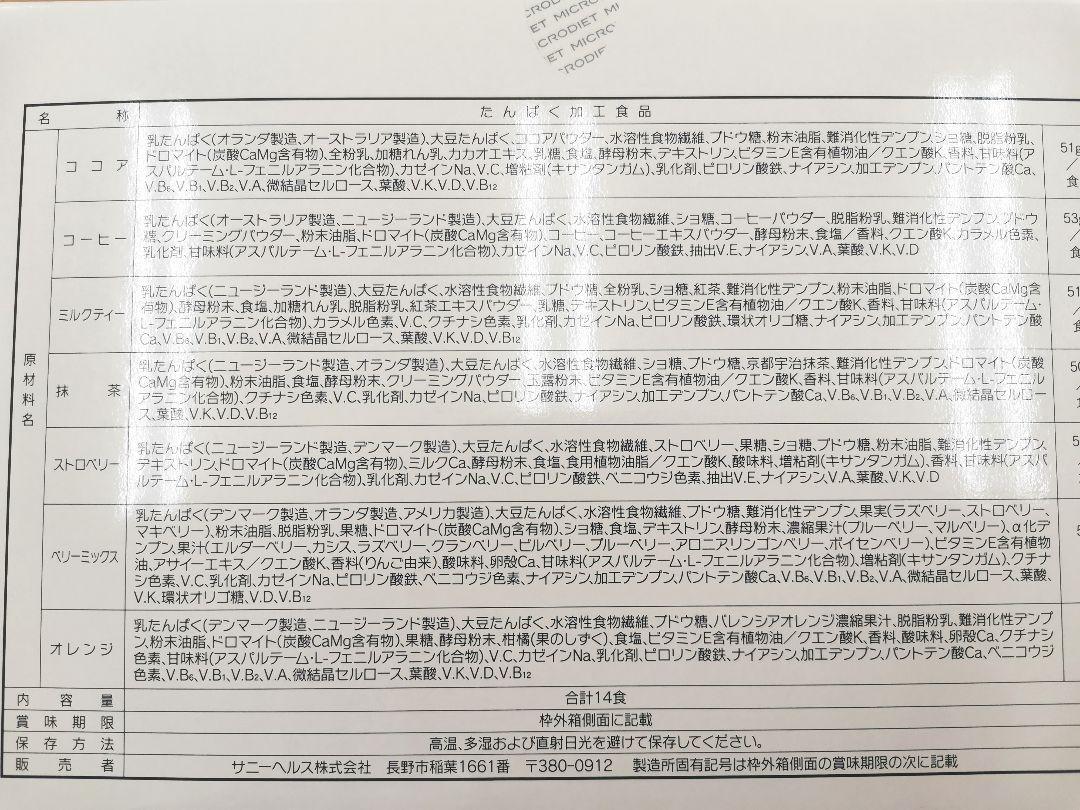 CRODIET MICRO
ET MICRO
CRODIET MI
ET MICRO
CRODIE
名 称 たんぱく加工食品
原材料名
ココア
乳たんぱく(オランダ製造、オーストラリア製造)、大豆たんぱく、ココアパウダー、水溶性食物繊維、ブドウ糖、粉末油脂、難消化性デンプン、ショ糖、脱脂粉乳、
ドロマイト(炭酸CaMg含有物)、全粉乳、加糖れん乳、カカオエキス、乳糖、食塩、酵母粉末、デキストリン、ビタミンE含有植物油/クエン酸K、香料、甘味料(ア
スパルテーム・L-フェニルアラニン化合物)、カゼインNa、V.C、増粘剤(キサンタンガム)、乳化剤、ピロリン酸鉄、ナイアシン、加工デンプン、パントテン酸Ca、
V.B₆、V.B₁、V.B₂、V.A、微結晶セルロース、葉酸、V.K、V.D、V.B₁₂
51g
/
食
コーヒー
乳たんぱく(オーストラリア製造、ニュージーランド製造)、大豆たんぱく、水溶性食物繊維、ショ糖、コーヒーパウダー、脱脂粉乳、難消化性デンプン、ブドウ
糖、クリーミングパウダー、粉末油脂、ドロマイト(炭酸CaMg含有物)、コーヒー、コーヒーエキスパウダー、酵母粉末、食塩/香料、クエン酸K、カラメル色素、
乳化剤、甘味料(アスパルテーム・L-フェニルアラニン化合物)、カゼインNa、V.C、ピロリン酸鉄、抽出V.E、ナイアシン、V.A、葉酸、V.K、V.D
53g
/
食
ミルクティー
乳たんぱく(ニュージーランド製造)、大豆たんぱく、水溶性食物繊維、ブドウ糖、全粉乳、ショ糖、紅茶、難消化性デンプン、粉末油脂、ドロマイト(炭酸CaMg含
有物)、酵母粉末、食塩、加糖れん乳、脱脂粉乳、紅茶エキスパウダー、乳糖、デキストリン、ビタミンE含有植物油/クエン酸K、香料、甘味料(アスパルテーム・
L-フェニルアラニン化合物)、カラメル色素、V.C、クチナシ色素、乳化剤、カゼインNa、ピロリン酸鉄、環状オリゴ糖、ナイアシン、加工デンプン、パントテン酸
Ca、V.B₆、V.B₁、V.B₂、V.A、微結晶セルロース、葉酸、V.K、V.D、V.B₁₂
51
/
食
抹茶
乳たんぱく(ニュージーランド製造、オランダ製造)、大豆たんぱく、水溶性食物繊維、ショ糖、ブドウ糖、京都宇治抹茶、難消化性デンプン、ドロマイト(炭酸
CaMg含有物)、粉末油脂、食塩、酵母粉末、クリーミングパウダー、玉露粉末、ビタミンE含有植物油/クエン酸K、香料、甘味料(アスパルテーム・L-フェニルア
ラニン化合物)、クチナシ色素、V.C、乳化剤、カゼインNa、ピロリン酸鉄、ナイアシン、加工デンプン、パントテン酸Ca、V.B₆、V.B₁、V.B₂、V.A、微結晶セルロー
ス、葉酸、V.K、V.D、V.B₁₂
50
ストロベリー
乳たんぱく(ニュージーランド製造、デンマーク製造)、大豆たんぱく、水溶性食物繊維、ストロベリー、果糖、ショ糖、ブドウ糖、粉末油脂、難消化性デンプン、
デキストリン、ドロマイト(炭酸CaMg含有物)、ミルクCa、酵母粉末、食塩、食用植物油脂/クエン酸K、酸味料、増粘剤(キサンタンガム)、香料、甘味料(アスパ
ルテーム・L-フェニルアラニン化合物)、乳化剤、カゼインNa、V.C、ピロリン酸鉄、ベニコウジ色素、抽出V.E、ナイアシン、V.A、葉酸、V.K、V.D
5
ベリーミックス
乳たんぱく(デンマーク製造、オランダ製造、アメリカ製造)、大豆たんぱく、水溶性食物繊維、ブドウ糖、難消化性デンプン、果実(ラズベリー、ストロベリー、
マキベリー)、粉末油脂、脱脂粉乳、果糖、ドロマイト(炭酸CaMg含有物)、ショ糖、食塩、デキストリン、酵母粉末、濃縮果汁(ブルーベリー、マルベリー)、α化デ
ンプン、果汁(エルダーベリー、カシス、ラズベリー、クランベリー、ビルベリー、ブルーベリー、アロニア、リンゴンベリー、ボイセンベリー)、ビタミンE含有植物
油、アサイーエキス/クエン酸K、香料(りんご由来)、酸味料、卵殻Ca、甘味料(アスパルテーム・L-フェニルアラニン化合物)、増粘剤(キサンタンガム)、クチナ
シ色素、V.C、乳化剤、カゼインNa、ピロリン酸鉄、ベニコウジ色素、ナイアシン、加工デンプン、パントテン酸Ca、V.B₆、V.B₁、V.B₂、V.A、微結晶セルロース、葉酸、
V.K、環状オリゴ糖、V.D、V.B₁₂
オレンジ
乳たんぱく(デンマーク製造、ニュージーランド製造)、大豆たんぱく、水溶性食物繊維、ブドウ糖、バレンシアオレンジ濃縮果汁、脱脂粉乳、難消化性デンプ
ン、粉末油脂、ドロマイト(炭酸CaMg含有物)、果糖、酵母粉末、柑橘(果のしずく)、食塩、ビタミンE含有植物油/クエン酸K、香料、酸味料、卵殻Ca、クチナシ
色素、甘味料(アスパルテーム・L-フェニルアラニン化合物)、V.C、カゼインNa、乳化剤、ピロリン酸鉄、ナイアシン、加工デンプン、パントテン酸Ca、ベニコウジ
色素、V.B₆、V.B₁、V.B₂、V.A、微結晶セルロース、葉酸、V.K、V.D、V.B₁₂
内容量 合計14食
賞味期限 枠外箱側面に記載
保存方法 高温、多湿および直射日光を避けて保存してください。
販売者 サニーヘルス株式会社 長野市稲葉1661番 〒380-0912 製造所固有記号は枠外箱側面の賞味期限の次に記載